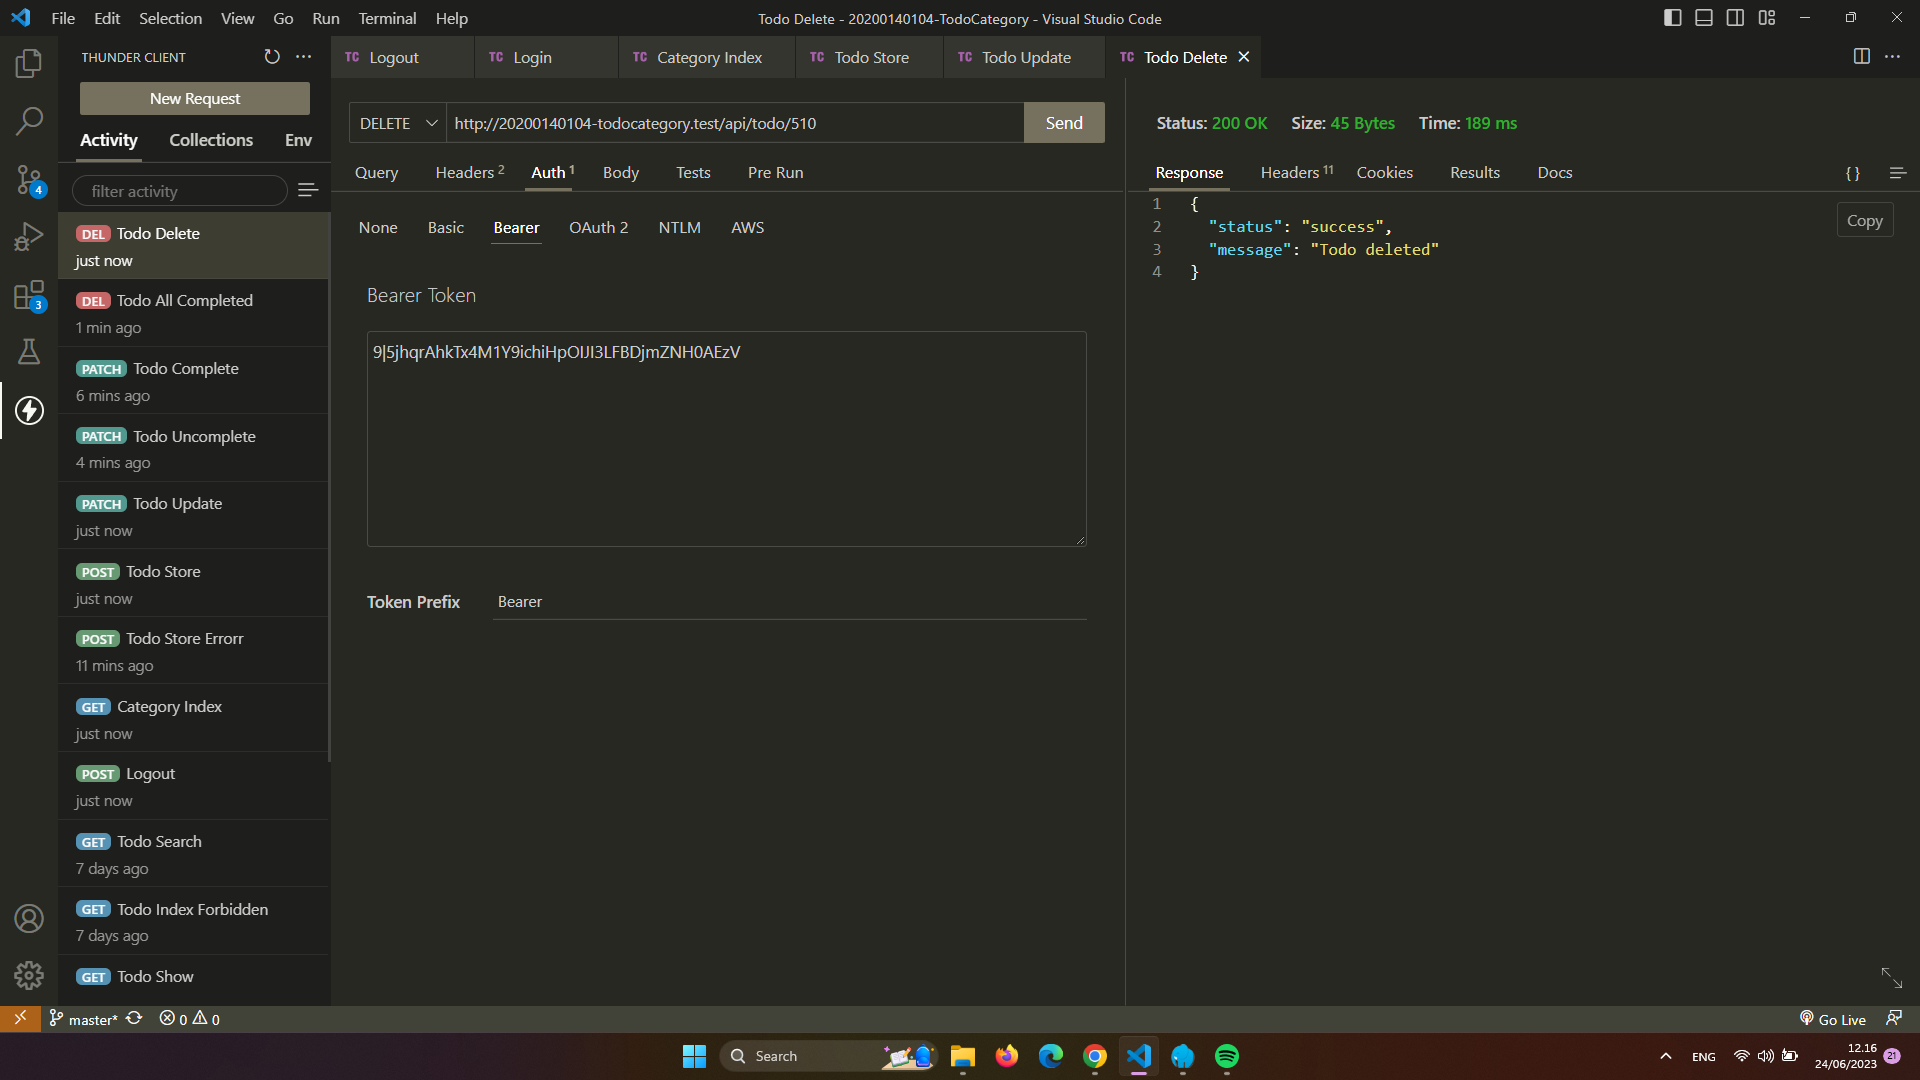 File Edit Selection View Go Run Terminal Help
Todo Delete - 20200140104-TodoCategory - Visual Studio Code
THUNDER CLIENT
New Request
Activity Collections Env
filter activity
DEL Todo Delete
just now
DEL Todo All Completed
1 min ago
PATCH Todo Complete
6 mins ago
PATCH Todo Uncomplete
4 mins ago
PATCH Todo Update
just now
POST Todo Store
just now
POST Todo Store Errorr
11 mins ago
GET Category Index
just now
POST Logout
just now
GET Todo Search
7 days ago
GET Todo Index Forbidden
7 days ago
GET Todo Show
4
3
TC Logout TC Login TC Category Index TC Todo Store TC Todo Update TC Todo Delete
DELETE http://20200140104-todocategory.test/api/todo/510 Send
Query Headers 2 Auth 1 Body Tests Pre Run
None Basic Bearer OAuth 2 NTLM AWS
Bearer Token
9|5jhqrAhkTx4M1Y9ichiHpOIJI3LFBDjmZNH0AEzV
Token Prefix Bearer
Status: 200 OK Size: 45 Bytes Time: 189 ms
Response Headers 11 Cookies Results Docs { }
Copy
1 {
2 "status": "success",
3 "message": "Todo deleted"
4 }
master* 0 0 Go Live
Search
ENG
12.16
24/06/2023
21